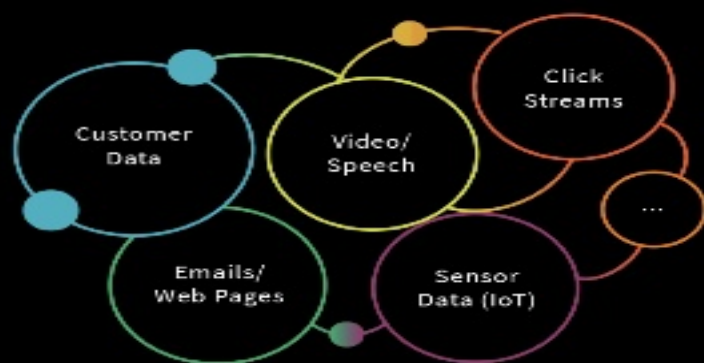 Click
Streams
Customer
Data
Video/
Speech
...
Emails/
Web Pages
Sensor
Data (IoT)